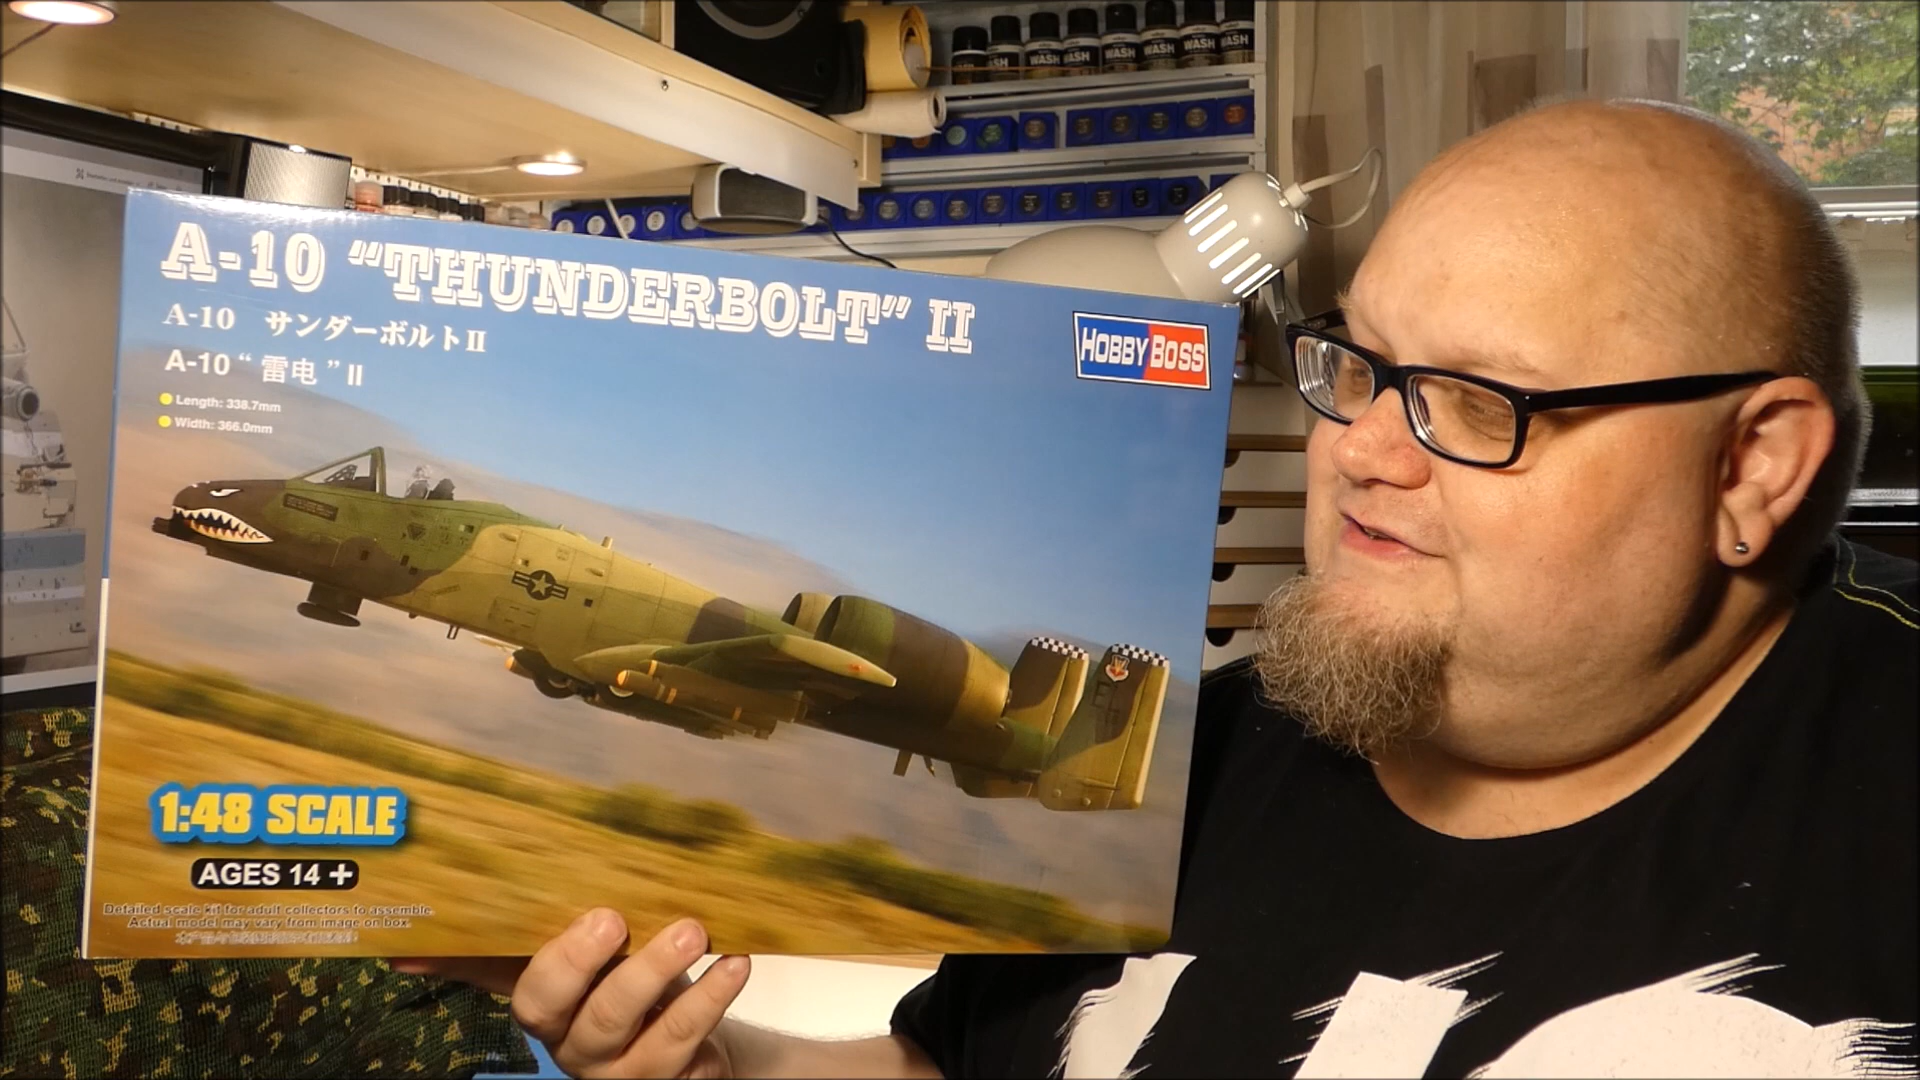 WASH
WASH
WASH
WASH
WASH
A-10 "THUNDERBOLT" II
A-10 サンダーボルトII
A-10 “雷电”II
Length: 338.7mm
Width: 366.0mm
HOBBY BOSS
1:48 SCALE
AGES 14 +
Detailed scale kit for adult collectors to assemble.
Actual model may vary from image on box.